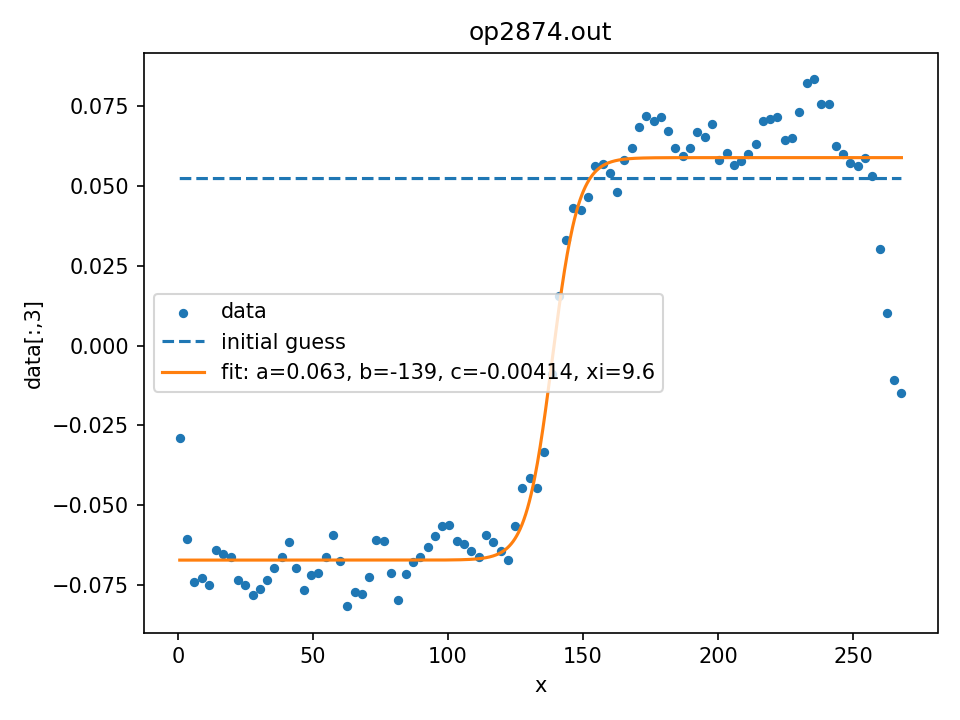 op2874.out
data[:,3]
0.075
0.050
0.025
0.000
−0.025
−0.050
−0.075
data
initial guess
fit: a=0.063, b=-139, c=-0.00414, xi=9.6
0 50 100 150 200 250
x